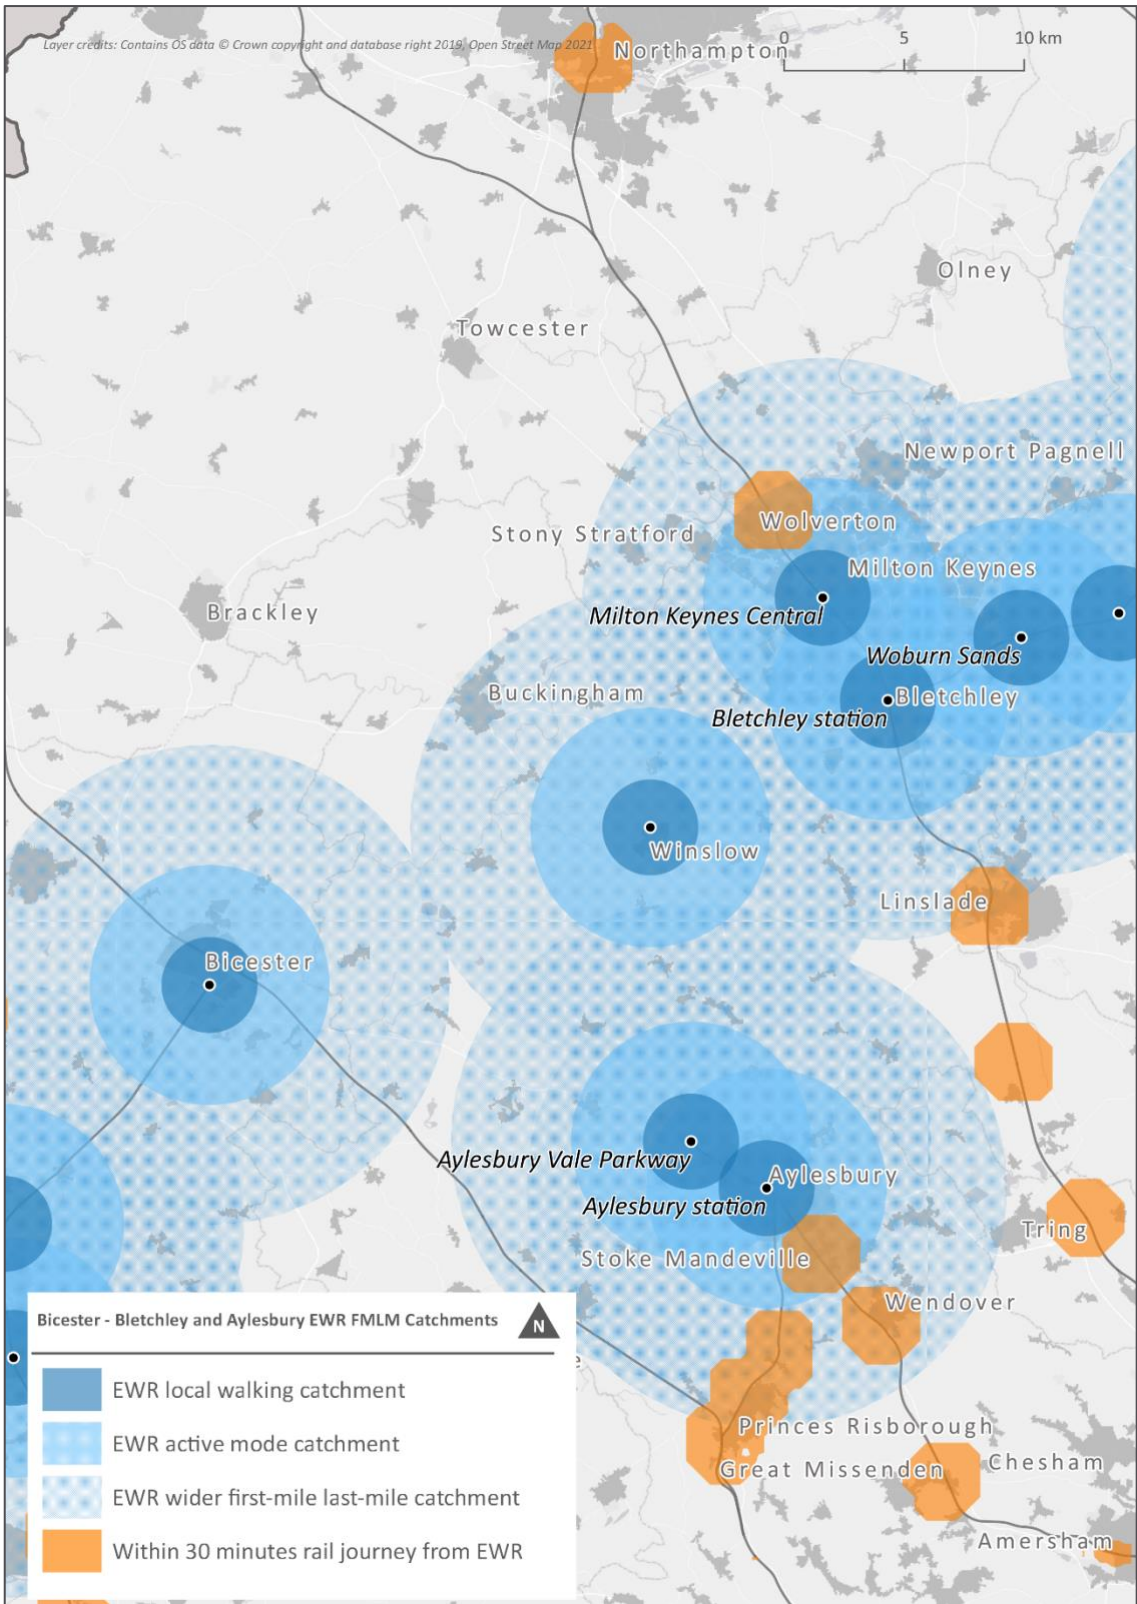 Layer credits: Contains OS data © Crown copyright and database right 2019, Open Street Map 2021
0 5 10 km
Northampton
Olney
Towcester
Newport Pagnell
Wolverton
Stony Stratford
Milton Keynes
Brackley
Milton Keynes Central
Woburn Sands
Buckingham
Bletchley
Bletchley station
Winslow
Linslade
Bicester
Aylesbury Vale Parkway
Aylesbury
Aylesbury station
Tring
Stoke Mandeville
Wendover
Bicester - Bletchley and Aylesbury EWR FMLM Catchments
N
e
EWR local walking catchment
EWR active mode catchment
EWR wider first-mile last-mile catchment
Within 30 minutes rail journey from EWR
Princes Risborough
Great Missenden
Chesham
Amersham